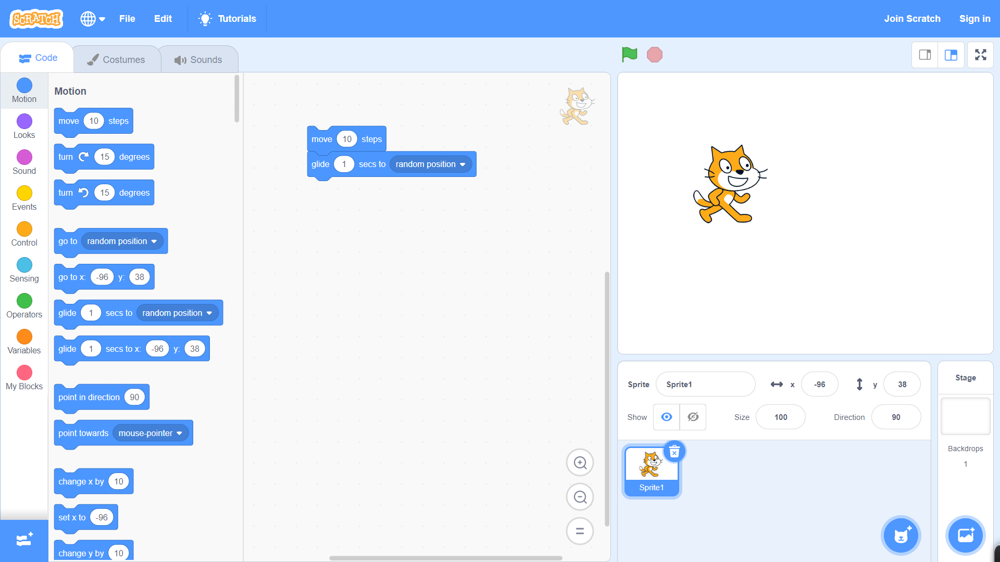 SCRATCH File Edit Tutorials Join Scratch Sign in
Code Costumes Sounds
Motion
Looks
Sound
Events
Control
Sensing
Operators
Variables
My Blocks
Motion
move 10 steps
turn 15 degrees
turn 15 degrees
go to random position
go to x: -96 y: 38
glide 1 secs to random position
glide 1 secs to x: -96 y: 38
point in direction 90
point towards mouse-pointer
change x by 10
set x to -96
change y by 10
move 10 steps
glide 1 secs to random position
Sprite Sprite1 x -96 y 38
Show Size 100 Direction 90
Sprite1
Stage
Backdrops
1